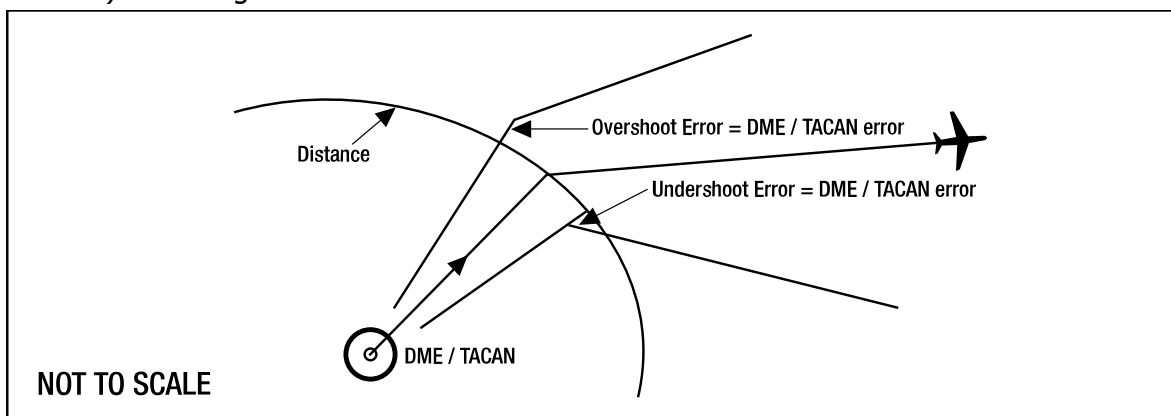 Overshoot Error = DME / TACAN error
Distance
Undershoot Error = DME / TACAN error
DME / TACAN
NOT TO SCALE